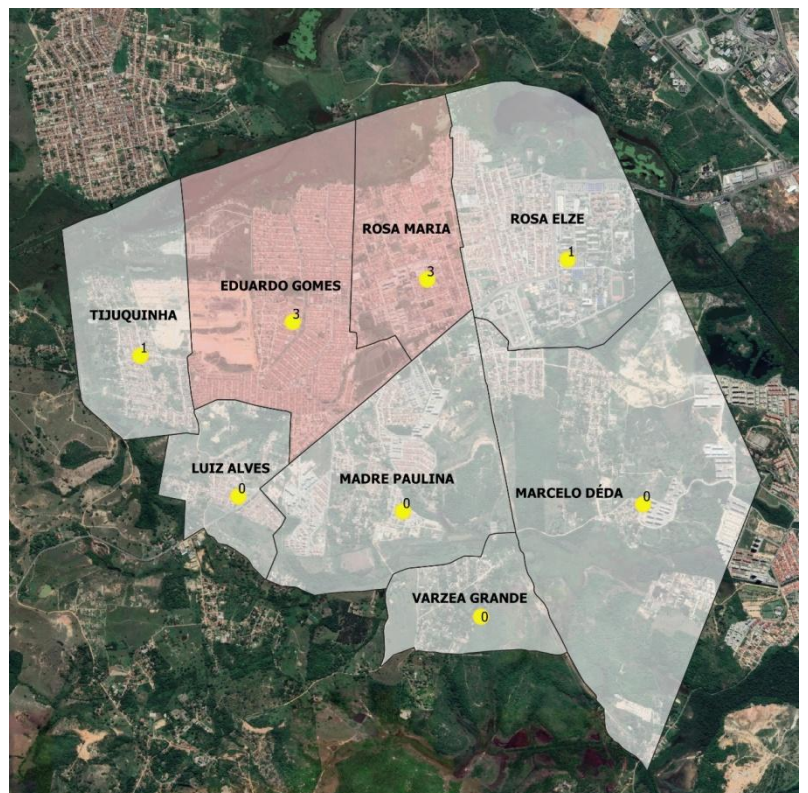 ROSA ELZE
1
ROSA MARIA
3
EDUARDO GOMES
3
TIJUQUINHA
1
LUIZ ALVES
0
MADRE PAULINA
0
MARCELO DÉDA
0
VARZEA GRANDE
0